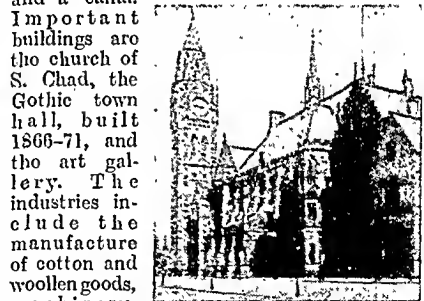 and a canal.
Important
buildings are
the church of
S. Chad, the
Gothic town
hall, built
1866-71, and
the art gal-
lery. The
industries in-
clude the
manufacture
of cotton and
woollen goods,